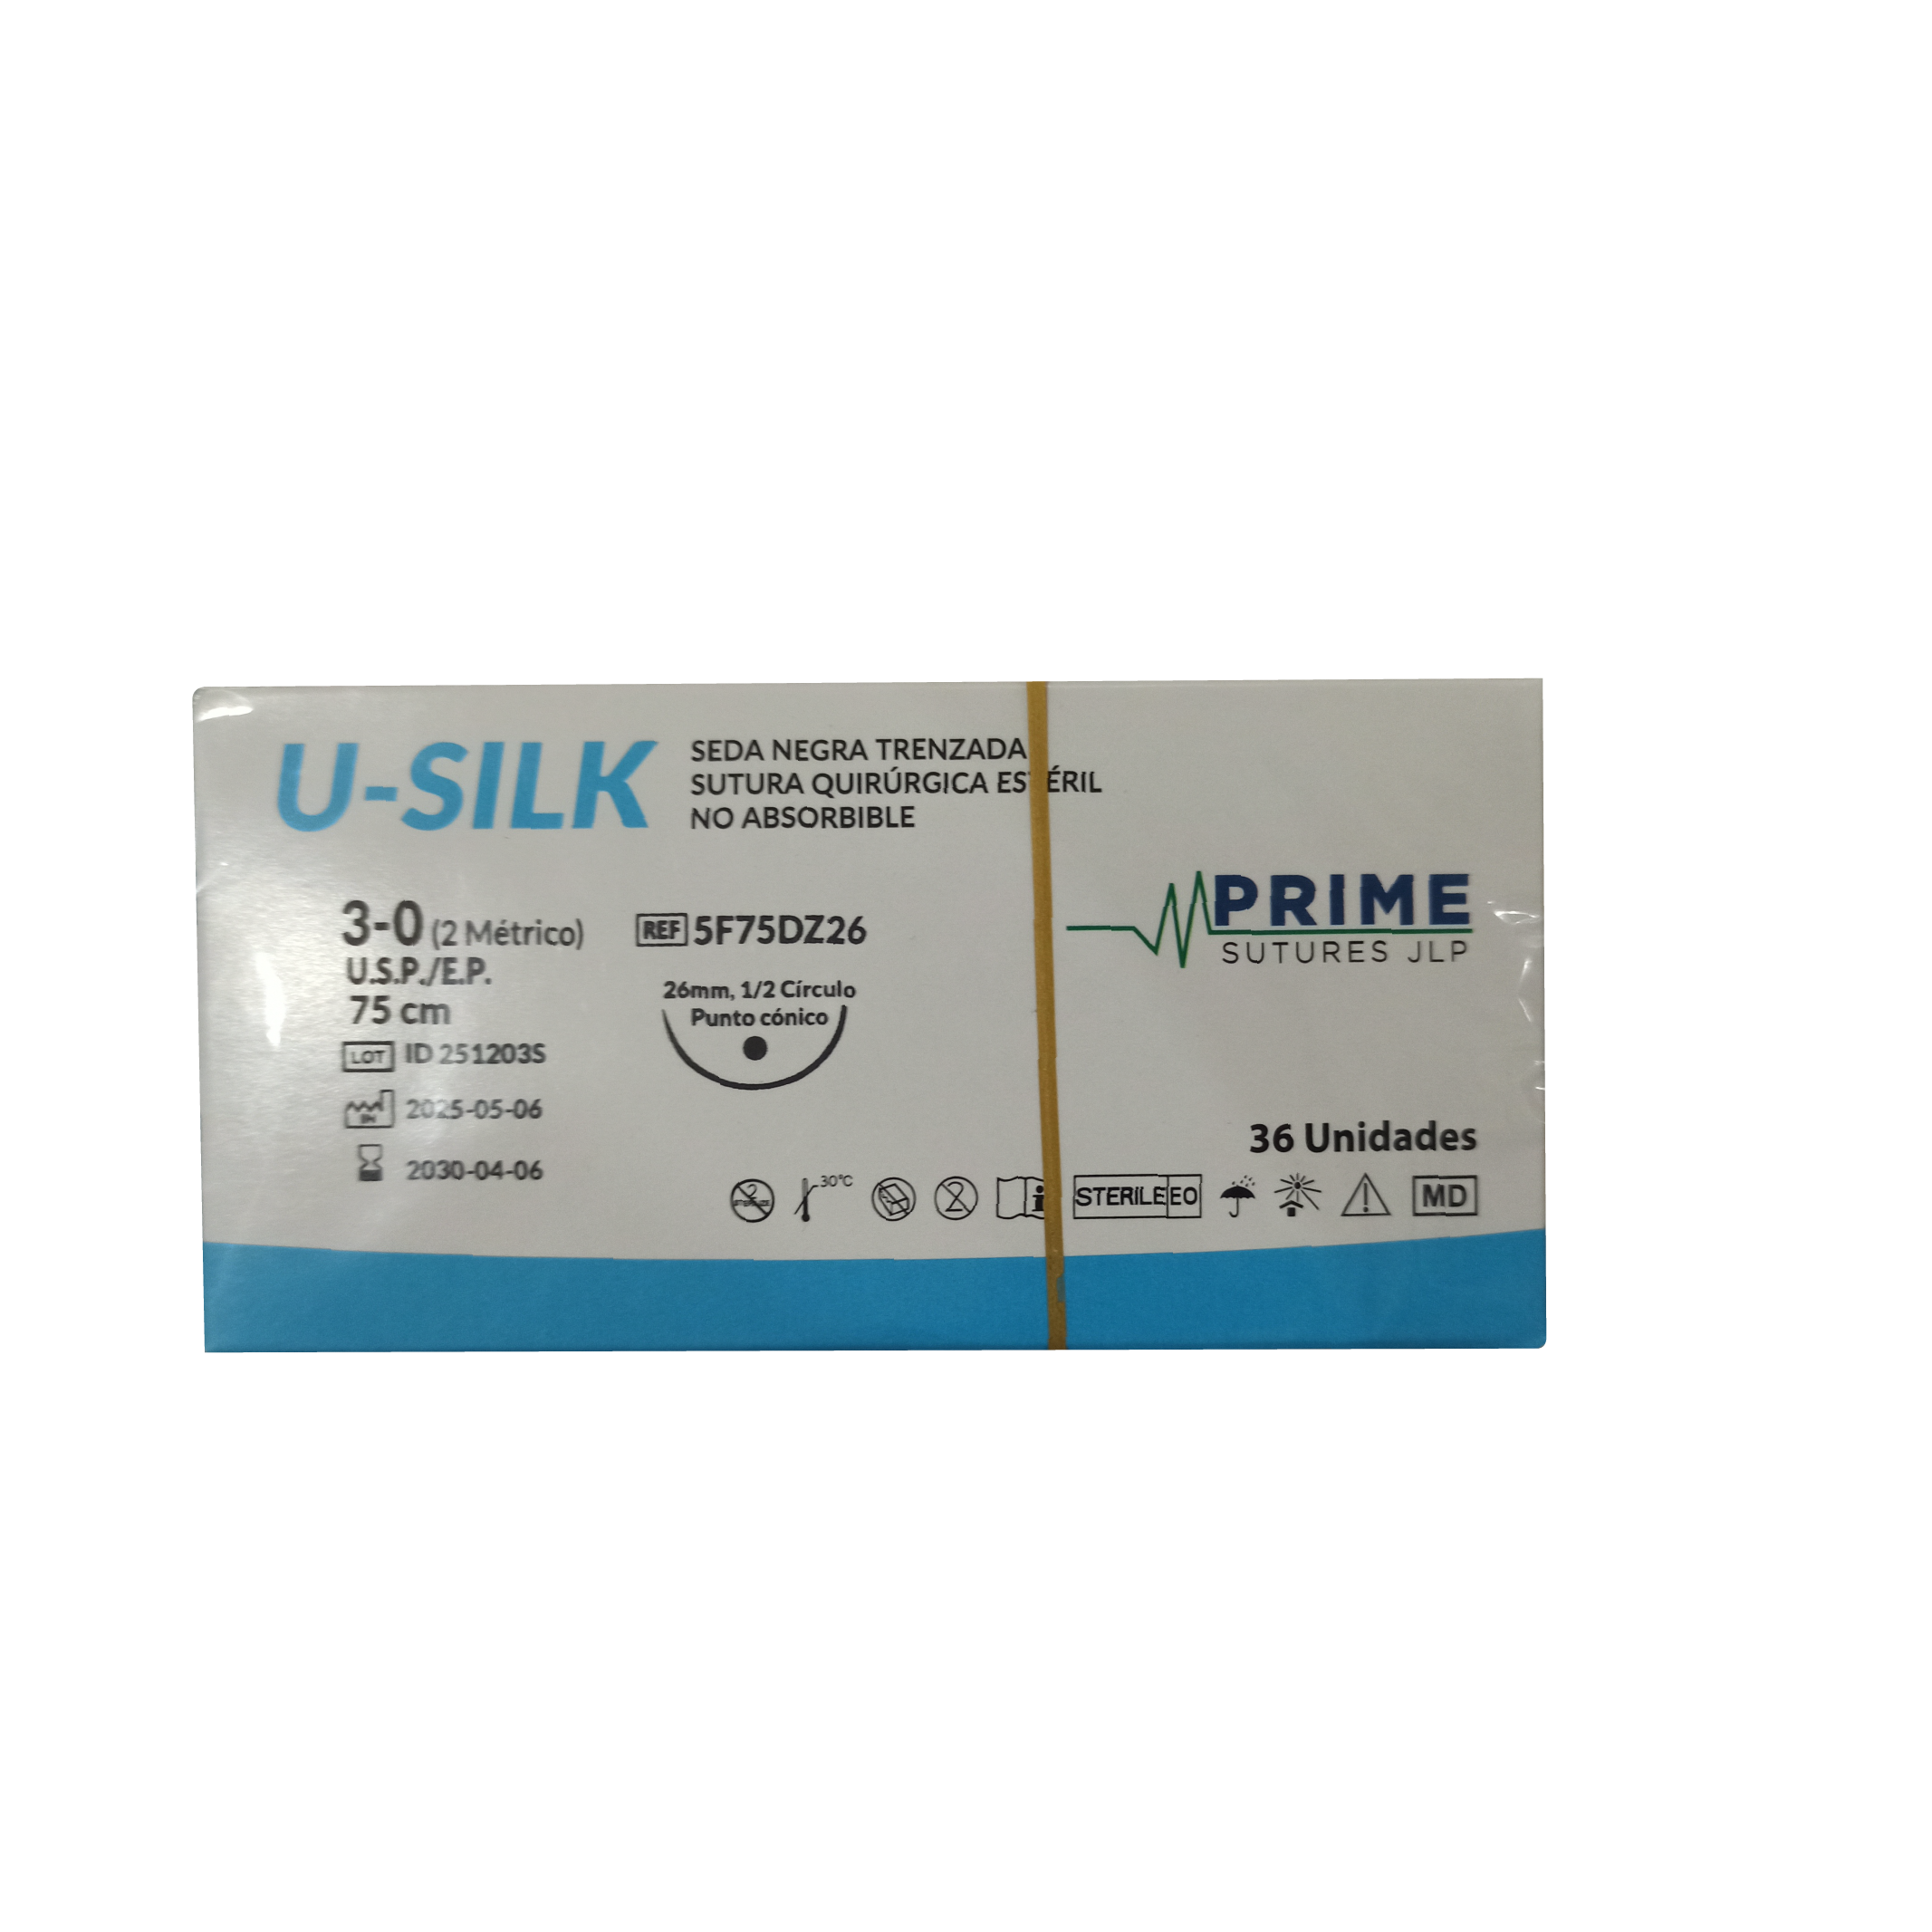 U-SILK
SEDA NEGRA TRENZADA
SUTURA QUIRÚRGICA ESTÉRIL
NO ABSORBIBLE
3-0 (2 Métrico)
U.S.P./E.P.
75 cm
LOT ID 251203S
2025-05-06
2030-04-06
REF 5F75DZ26
26mm, 1/2 Círculo
Punto cónico
PRIME
SUTURES JLP
36 Unidades
30°C
2
i
STERILE EO
MD